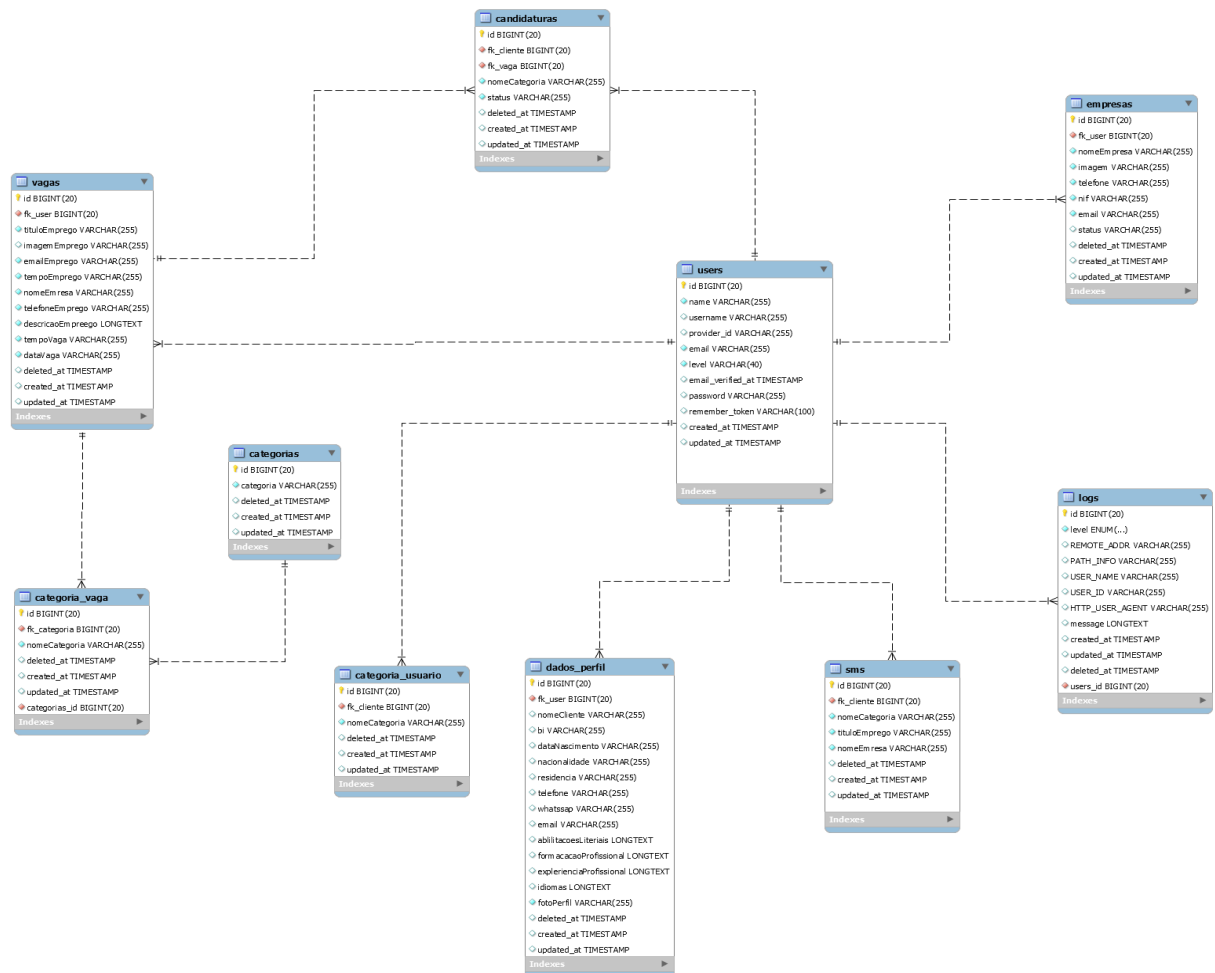 candidaturas
id BIGINT(20)
fk_cliente BIGINT(20)
fk_vaga BIGINT(20)
nomeCategoria VARCHAR(255)
status VARCHAR(255)
deleted_at TIMESTAMP
created_at TIMESTAMP
updated_at TIMESTAMP
Indexes
empresas
id BIGINT(20)
fk_user BIGINT(20)
nomeEmpresa VARCHAR(255)
imagem VARCHAR(255)
telefone VARCHAR(255)
nif VARCHAR(255)
email VARCHAR(255)
status VARCHAR(255)
deleted_at TIMESTAMP
created_at TIMESTAMP
updated_at TIMESTAMP
Indexes
vagas
id BIGINT(20)
fk_user BIGINT(20)
tituloEmprego VARCHAR(255)
imagemEmprego VARCHAR(255)
emailEmprego VARCHAR(255)
tempoEmprego VARCHAR(255)
nomeEmresa VARCHAR(255)
telefoneEmprego VARCHAR(255)
descricaoEmpreego LONGTEXT
tempoVaga VARCHAR(255)
dataVaga VARCHAR(255)
deleted_at TIMESTAMP
created_at TIMESTAMP
updated_at TIMESTAMP
Indexes
users
id BIGINT(20)
name VARCHAR(255)
username VARCHAR(255)
provider_id VARCHAR(255)
email VARCHAR(255)
level VARCHAR(40)
email_verified_at TIMESTAMP
password VARCHAR(255)
remember_token VARCHAR(100)
created_at TIMESTAMP
updated_at TIMESTAMP
Indexes
categorias
id BIGINT(20)
categoria VARCHAR(255)
deleted_at TIMESTAMP
created_at TIMESTAMP
updated_at TIMESTAMP
Indexes
logs
id BIGINT(20)
level ENUM(...)
REMOTE_ADDR VARCHAR(255)
PATH_INFO VARCHAR(255)
USER_NAME VARCHAR(255)
USER_ID VARCHAR(255)
HTTP_USER_AGENT VARCHAR(255)
message LONGTEXT
created_at TIMESTAMP
updated_at TIMESTAMP
deleted_at TIMESTAMP
users_id BIGINT(20)
Indexes
categoria_vaga
id BIGINT(20)
fk_categoria BIGINT(20)
nomeCategoria VARCHAR(255)
deleted_at TIMESTAMP
created_at TIMESTAMP
updated_at TIMESTAMP
categorias_id BIGINT(20)
Indexes
categoria_usuario
id BIGINT(20)
fk_cliente BIGINT(20)
nomeCategoria VARCHAR(255)
deleted_at TIMESTAMP
created_at TIMESTAMP
updated_at TIMESTAMP
Indexes
dados_perfil
id BIGINT(20)
fk_user BIGINT(20)
nomeCliente VARCHAR(255)
bi VARCHAR(255)
dataNascimento VARCHAR(255)
nacionalidade VARCHAR(255)
residencia VARCHAR(255)
telefone VARCHAR(255)
whatssap VARCHAR(255)
email VARCHAR(255)
ablilitacoesLiteriais LONGTEXT
formacacaoProfissional LONGTEXT
explerienciaProfissional LONGTEXT
idiomas LONGTEXT
fotoPerfil VARCHAR(255)
deleted_at TIMESTAMP
created_at TIMESTAMP
updated_at TIMESTAMP
Indexes
sms
id BIGINT(20)
fk_cliente BIGINT(20)
nomeCategoria VARCHAR(255)
tituloEmprego VARCHAR(255)
nomeEmresa VARCHAR(255)
deleted_at TIMESTAMP
created_at TIMESTAMP
updated_at TIMESTAMP
Indexes